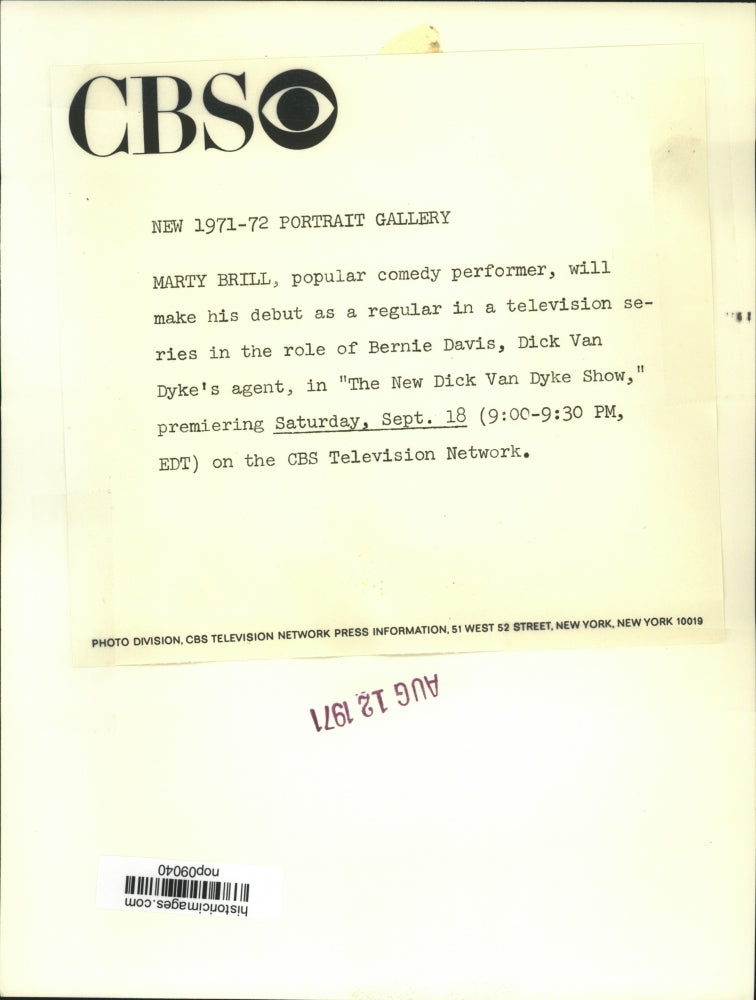 CBS
NEW 1971-72 PORTRAIT GALLERY
MARTY BRILL, popular comedy performer, will
make his debut as a regular in a television se-
ries in the role of Bernie Davis, Dick Van
Dyke's agent, in "The New Dick Van Dyke Show,"
premiering Saturday, Sept. 18 (9:00-9:30 PM,
EDT) on the CBS Television Network.
PHOTO DIVISION, CBS TELEVISION NETWORK PRESS INFORMATION, 51 WEST 52 STREET, NEW YORK, NEW YORK 10019
AUG 12 1971
historicimages.com
nop09040